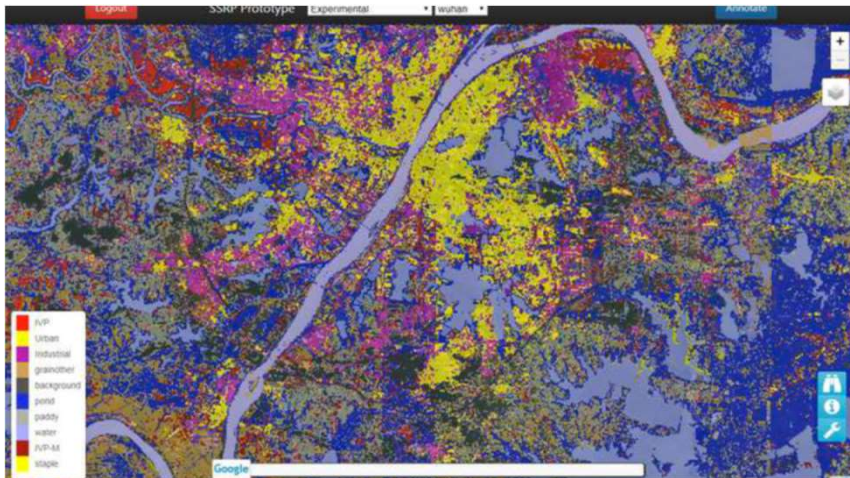 Logout
SSRP Prototype
Experimental
wuhan
Annotate
+
-
IVP
Urban
Industrial
grainother
background
pond
paddy
water
IVP-M
staple
Google